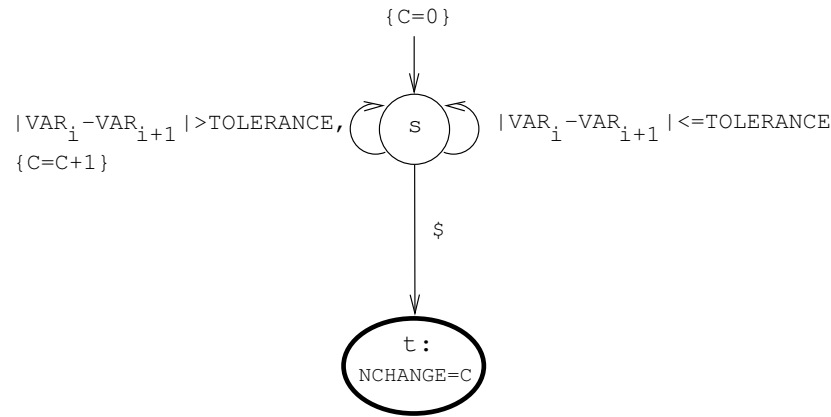 {C=0}
|VAR_i−VAR_{i+1}|>TOLERANCE,
{C=C+1}
s
|VAR_i−VAR_{i+1}|<=TOLERANCE
$
t:
NCHANGE=C